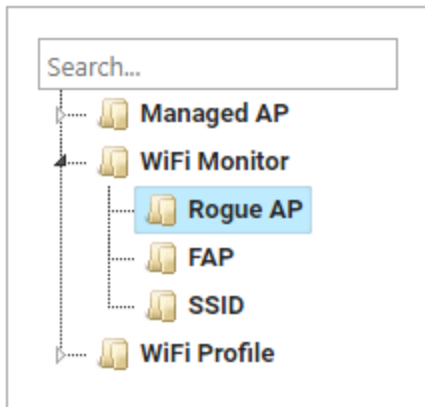 Search...
Managed AP
WiFi Monitor
Rogue AP
FAP
SSID
WiFi Profile